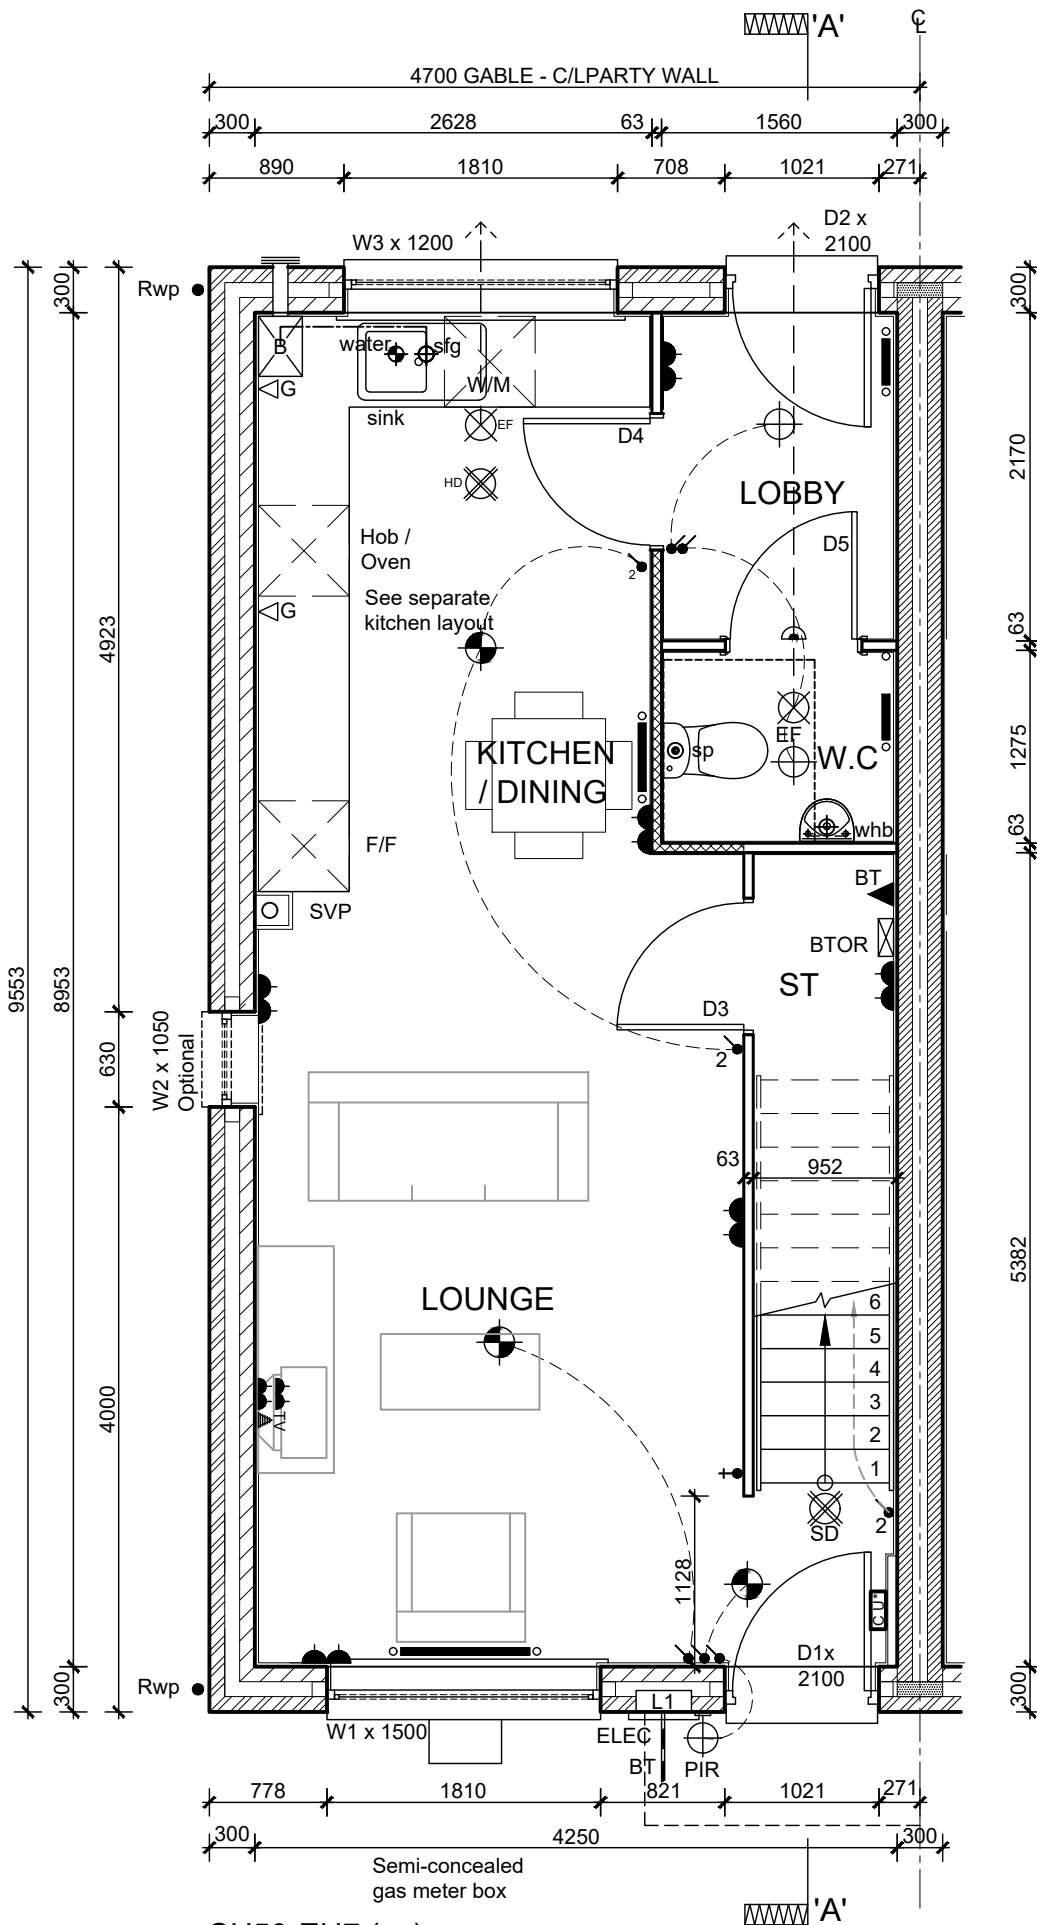 'A'
C L
4700 GABLE - C/LPARTY WALL
300 2628 63 1560 300
890 1810 708 1021 271
D2 x
2100
W3 x 1200
Rwp
300
300
B
water
sfg
W/M
G
sink
EF
D4
HD
LOBBY
2170
Hob /
Oven
D5
2
G
See separate
kitchen layout
4923
63
EF
sp
W.C
KITCHEN
/ DINING
1275
whb
63
F/F
BT
SVP
BTOR
ST
9553
8953
D3
630
W2 x 1050
Optional
2
63
952
5382
LOUNGE
6
5
4
3
2
1
4000
TV
2
SD
1128
C U*
D1x
2100
Rwp
300
300
L1
W1 x 1500
ELEC
BT
PIR
778 1810 821 1021 271
300 4250 300
Semi-concealed
gas meter box
'A'